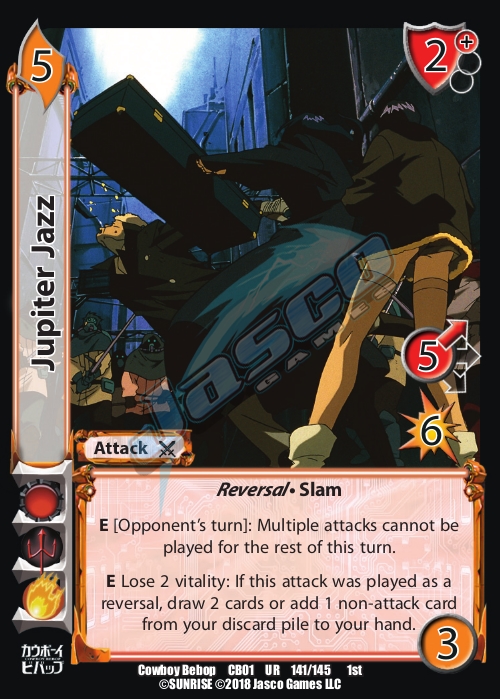 5
2
+
Jupiter Jazz
Jasco
GAMES
5
6
Attack
Reversal • Slam
E [Opponent's turn]: Multiple attacks cannot be
played for the rest of this turn.
E Lose 2 vitality: If this attack was played as a
reversal, draw 2 cards or add 1 non-attack card
from your discard pile to your hand.
3
カウボーイ
ビバップ
Cowboy Bebop CB01 UR 141/145 1st
©SUNRISE ©2018 Jasco Games LLC